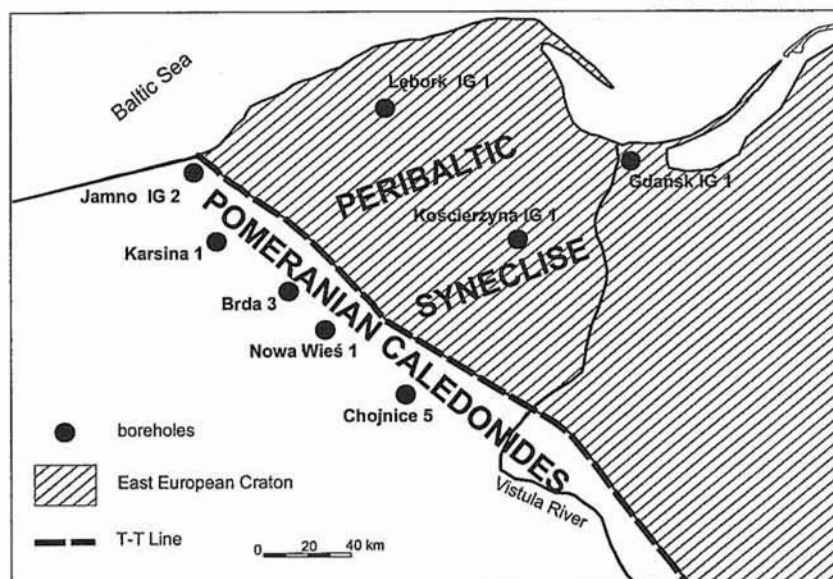 Baltic Sea
Lębork IG 1
PERIBALTIC
Gdańsk IG 1
Jamno IG 2
POMERANIAN CALEDONIDES
Kościerzyna IG 1
Karsina 1
SYNECLISE
Brda 3
Nowa Wieś 1
Chojnice 5
boreholes
Vistula River
East European Craton
T-T Line
0 20 40 km